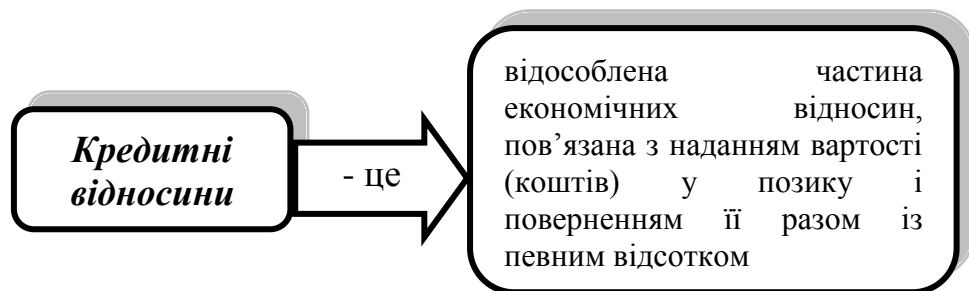 Кредитні
відносини
- це
відособлена частина
економічних відносин,
пов’язана з наданням вартості
(коштів) у позику і
поверненням її разом із
певним відсотком